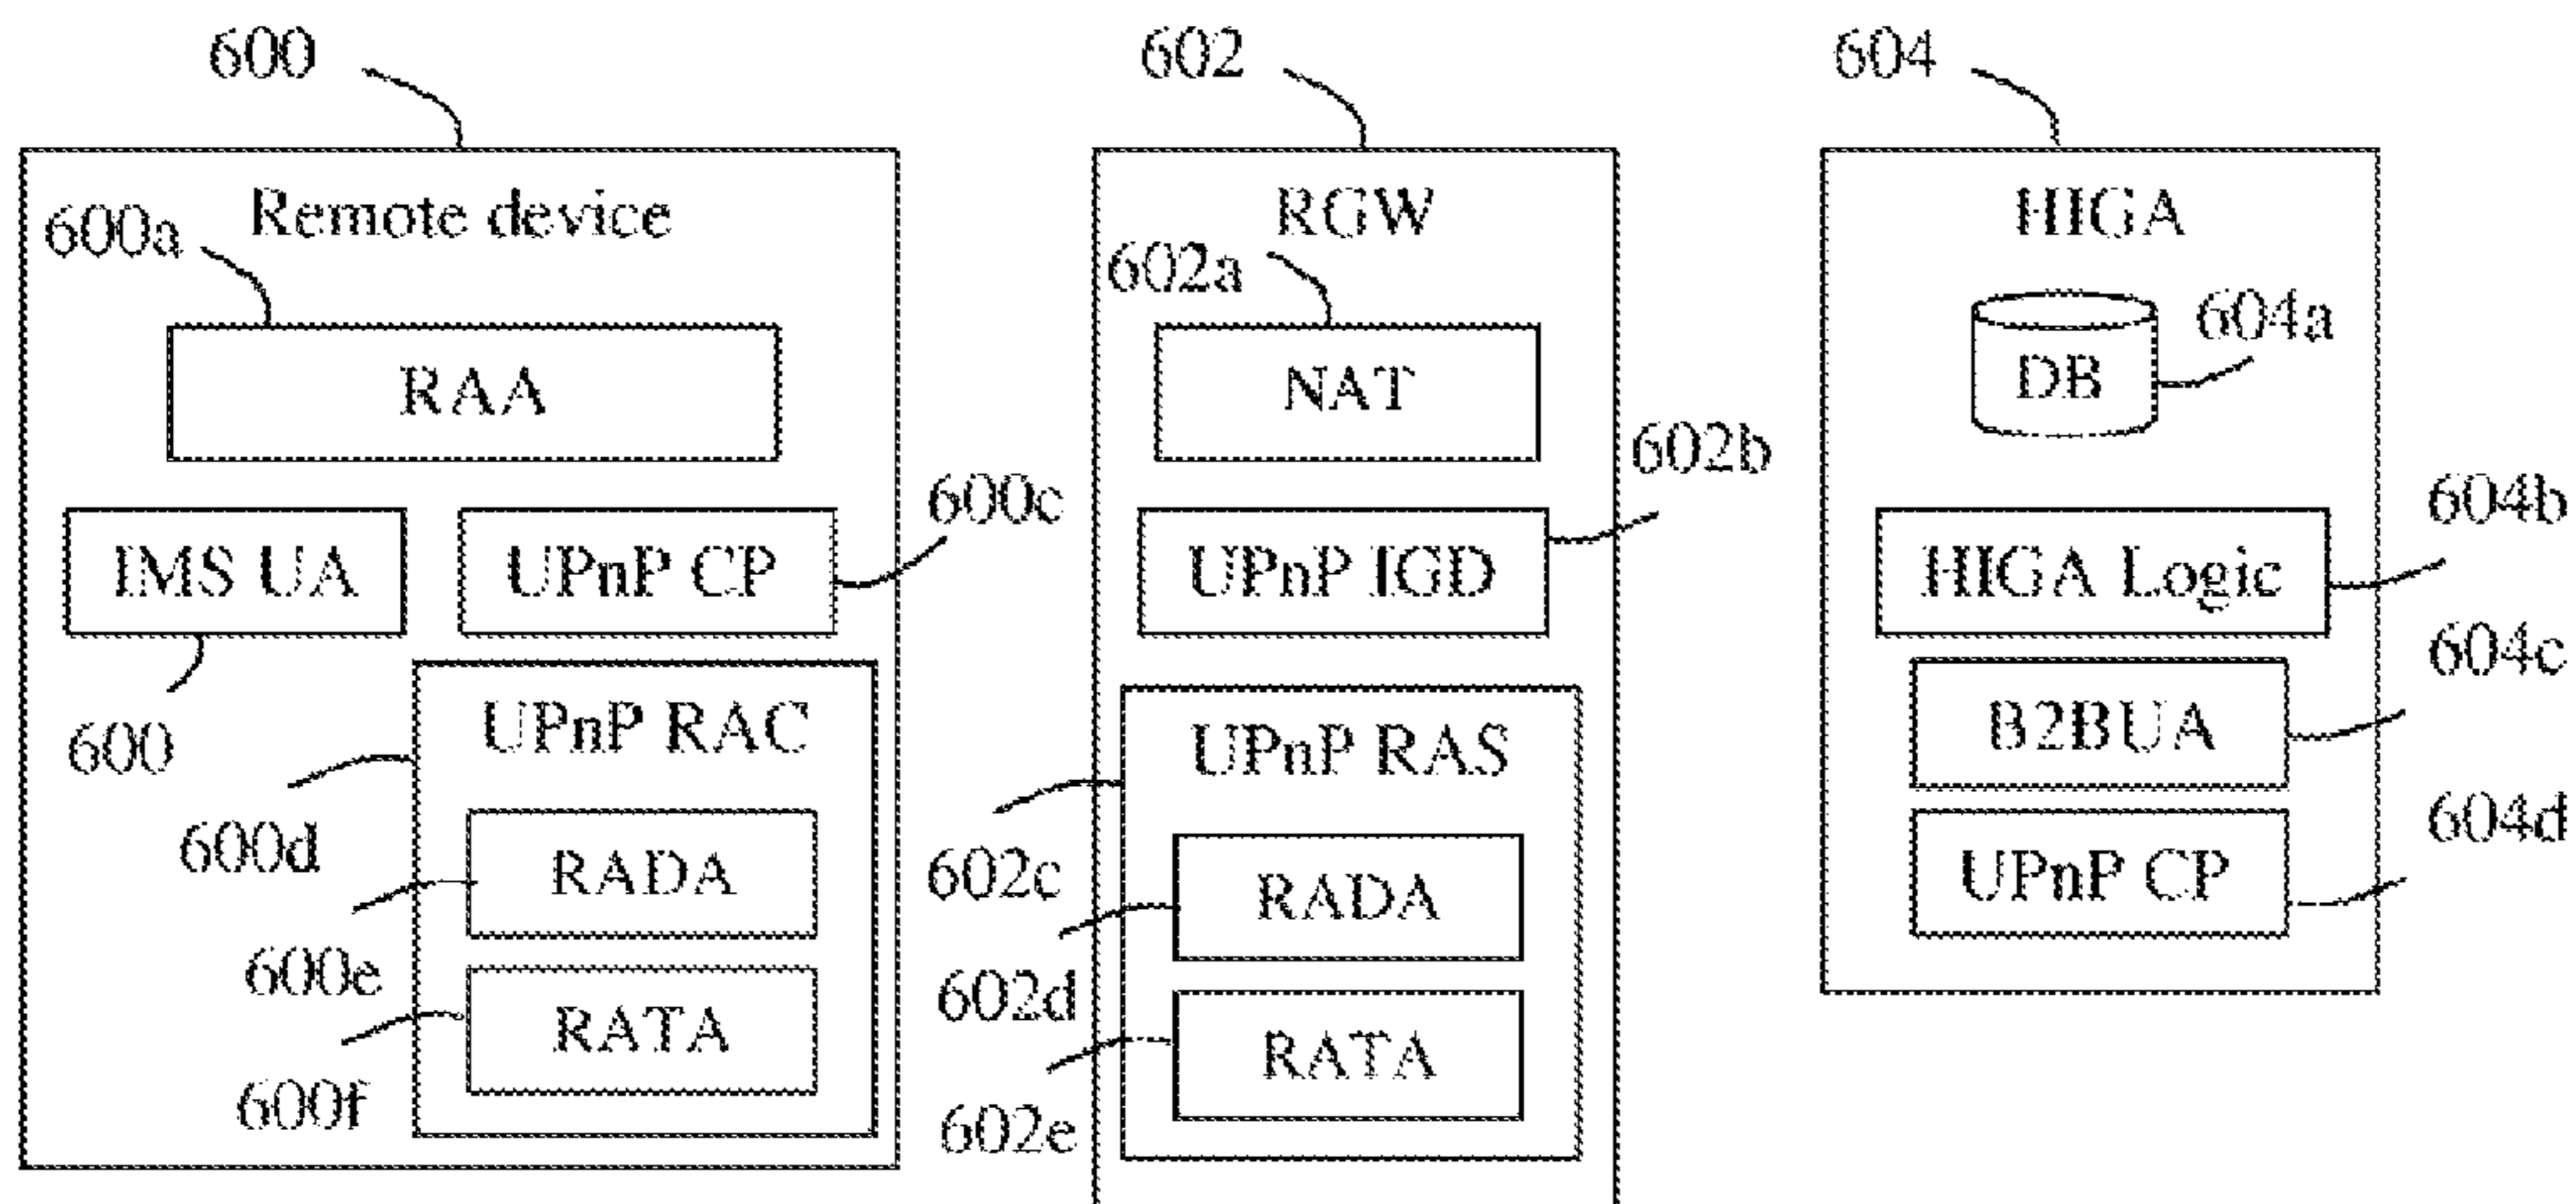 600
Remote device
600a
RAA
IMS UA
600
UPnP CP
600c
UPnP RAC
600d
RADA
600e
RATA
600f
602
RGW
602a
NAT
UPnP IGD
602b
UPnP RAS
602c
RADA
602d
RATA
602e
604
HIGA
DB
604a
HIGA Logic
604b
B2BUA
604c
UPnP CP
604d